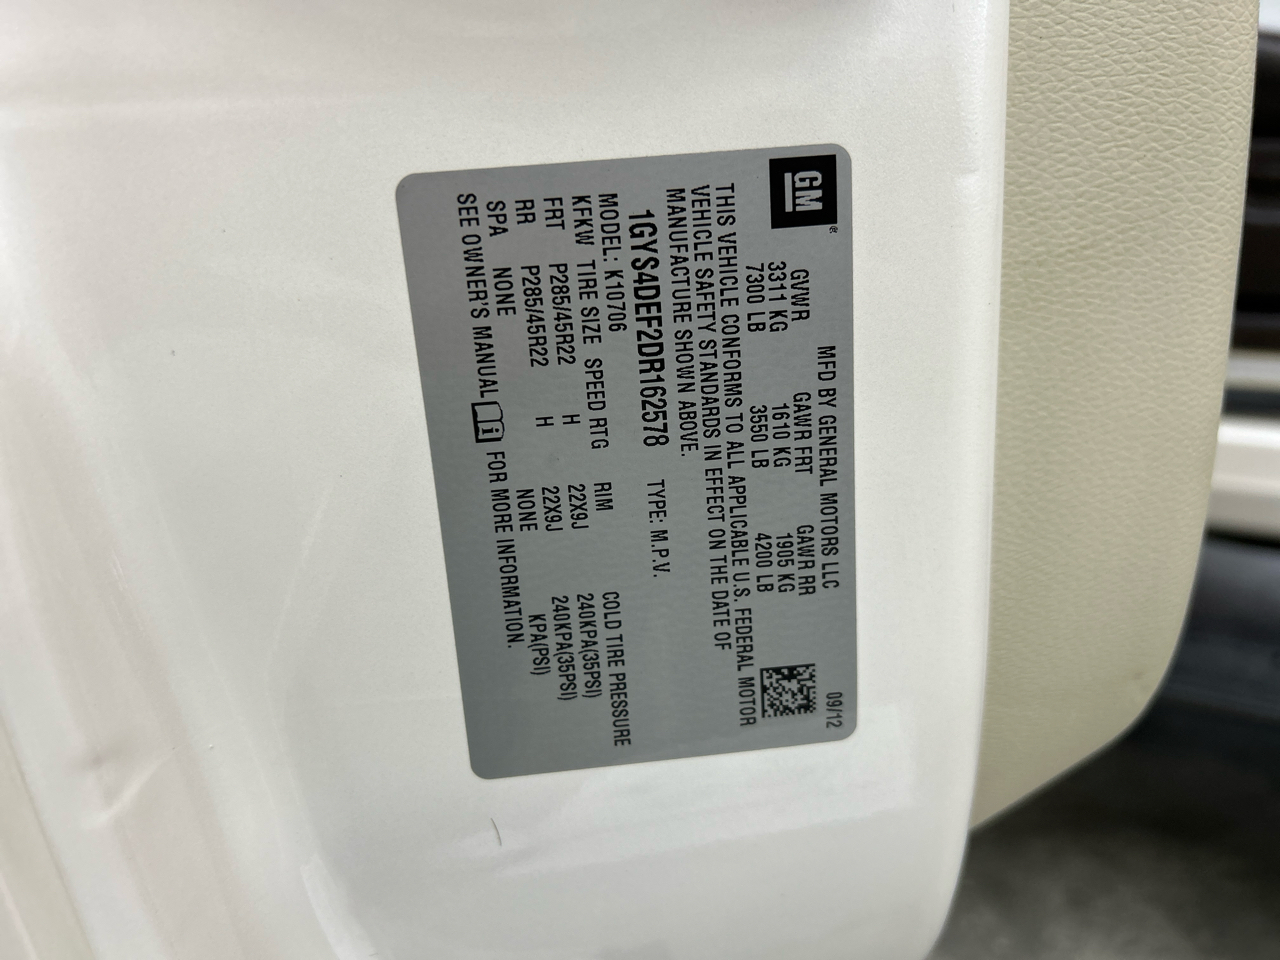 GM®
MFD BY GENERAL MOTORS LLC 09/12
GVWR GAWR FRT GAWR RR
3311 KG 1610 KG 1905 KG
7300 LB 3550 LB 4200 LB
THIS VEHICLE CONFORMS TO ALL APPLICABLE U.S. FEDERAL MOTOR
VEHICLE SAFETY STANDARDS IN EFFECT ON THE DATE OF
MANUFACTURE SHOWN ABOVE.
1GYS4DEF2DR162578 TYPE: M.P.V.
MODEL: K10706
KFKW TIRE SIZE SPEED RTG RIM COLD TIRE PRESSURE
FRT P285/45R22 H 22X9J 240KPA(35PSI)
RR P285/45R22 H 22X9J 240KPA(35PSI)
SPA NONE NONE KPA(PSI)
SEE OWNER'S MANUAL i FOR MORE INFORMATION.